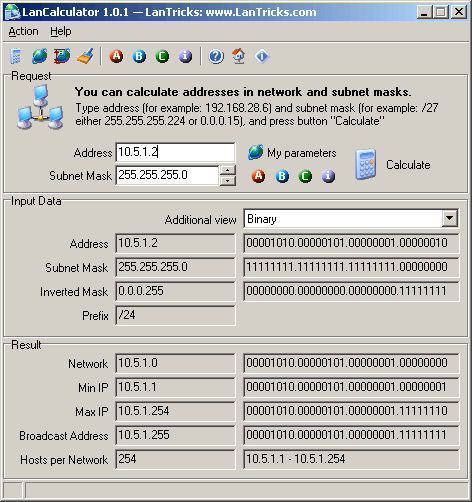 LanCalculator 1.0.1 — LanTricks: www.LanTricks.com
Action Help
A B C i ?
Request
You can calculate addresses in network and subnet masks.
Type address (for example: 192.168.28.6) and subnet mask (for example: /27
either 255.255.255.224 or 0.0.0.15), and press button "Calculate"
Address 10.5.1.2 My parameters
Subnet Mask 255.255.255.0 A B C i Calculate
Input Data
Additional view Binary
Address 10.5.1.2 00001010.00000101.00000001.00000010
Subnet Mask 255.255.255.0 11111111.11111111.11111111.00000000
Inverted Mask 0.0.0.255 00000000.00000000.00000000.11111111
Prefix /24
Result
Network 10.5.1.0 00001010.00000101.00000001.00000000
Min IP 10.5.1.1 00001010.00000101.00000001.00000001
Max IP 10.5.1.254 00001010.00000101.00000001.11111110
Broadcast Address 10.5.1.255 00001010.00000101.00000001.11111111
Hosts per Network 254 10.5.1.1 - 10.5.1.254